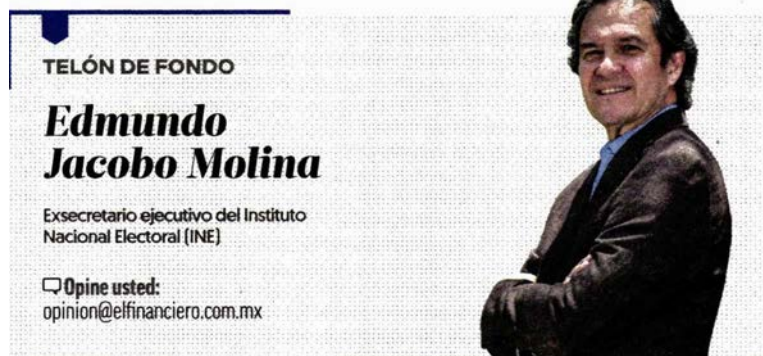 TELÓN DE FONDO
Edmundo
Jacobo Molina
Exsecretario ejecutivo del Instituto
Nacional Electoral (INE)
Opine usted:
opinion@elfinanciero.com.mx